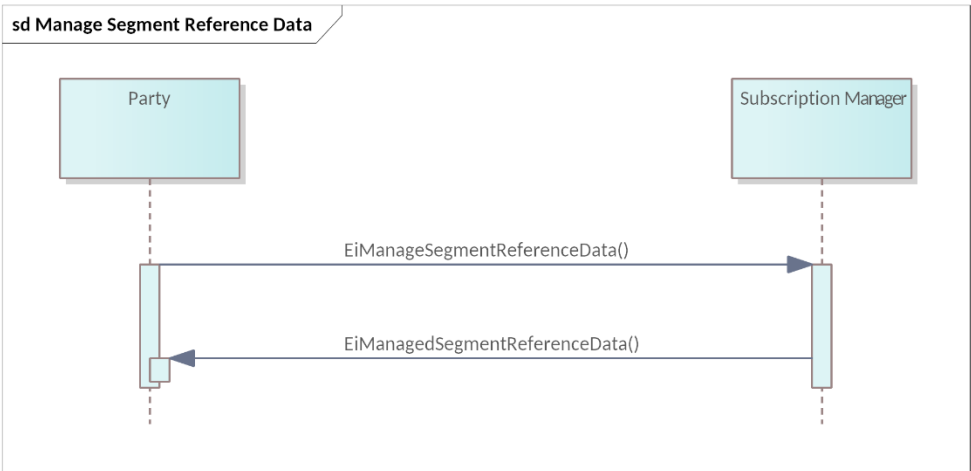 sd Manage Segment Reference Data
Party
Subscription Manager
EiManageSegmentReferenceData()
EiManagedSegmentReferenceData()